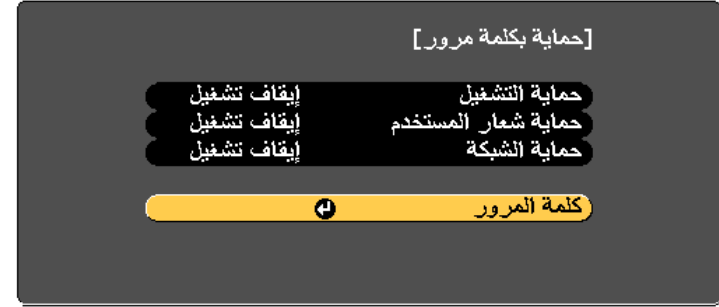 [حماية بكلمة مرور]
حماية التشغيل إيقاف تشغيل
حماية شعار المستخدم إيقاف تشغيل
حماية الشبكة إيقاف تشغيل
كلمة المرور